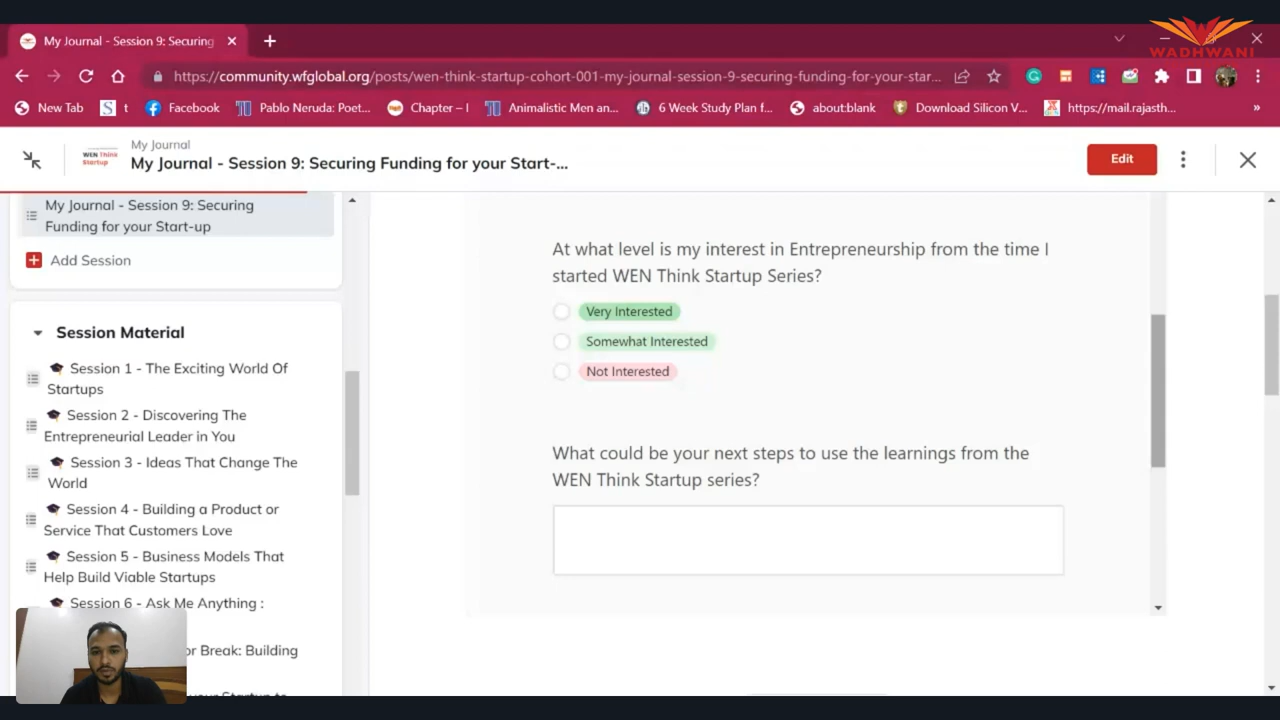 My Journal - Session 9: Securing
WADHWANI
https://community.wfglobal.org/posts/wen-think-startup-cohort-001-my-journal-session-9-securing-funding-for-your-star...
New Tab
t
Facebook
Pablo Neruda: Poet...
Chapter – I
Animalistic Men an...
6 Week Study Plan f...
about:blank
Download Silicon V...
https://mail.rajasth...
»
WEN Think
Startup
My Journal
My Journal - Session 9: Securing Funding for your Start-...
Edit
My Journal - Session 9: Securing
Funding for your Start-up
Add Session
Session Material
Session 1 - The Exciting World Of
Startups
Session 2 - Discovering The
Entrepreneurial Leader in You
Session 3 - Ideas That Change The
World
Session 4 - Building a Product or
Service That Customers Love
Session 5 - Business Models That
Help Build Viable Startups
Session 6 - Ask Me Anything :
or Break: Building
At what level is my interest in Entrepreneurship from the time I
started WEN Think Startup Series?
Very Interested
Somewhat Interested
Not Interested
What could be your next steps to use the learnings from the
WEN Think Startup series?